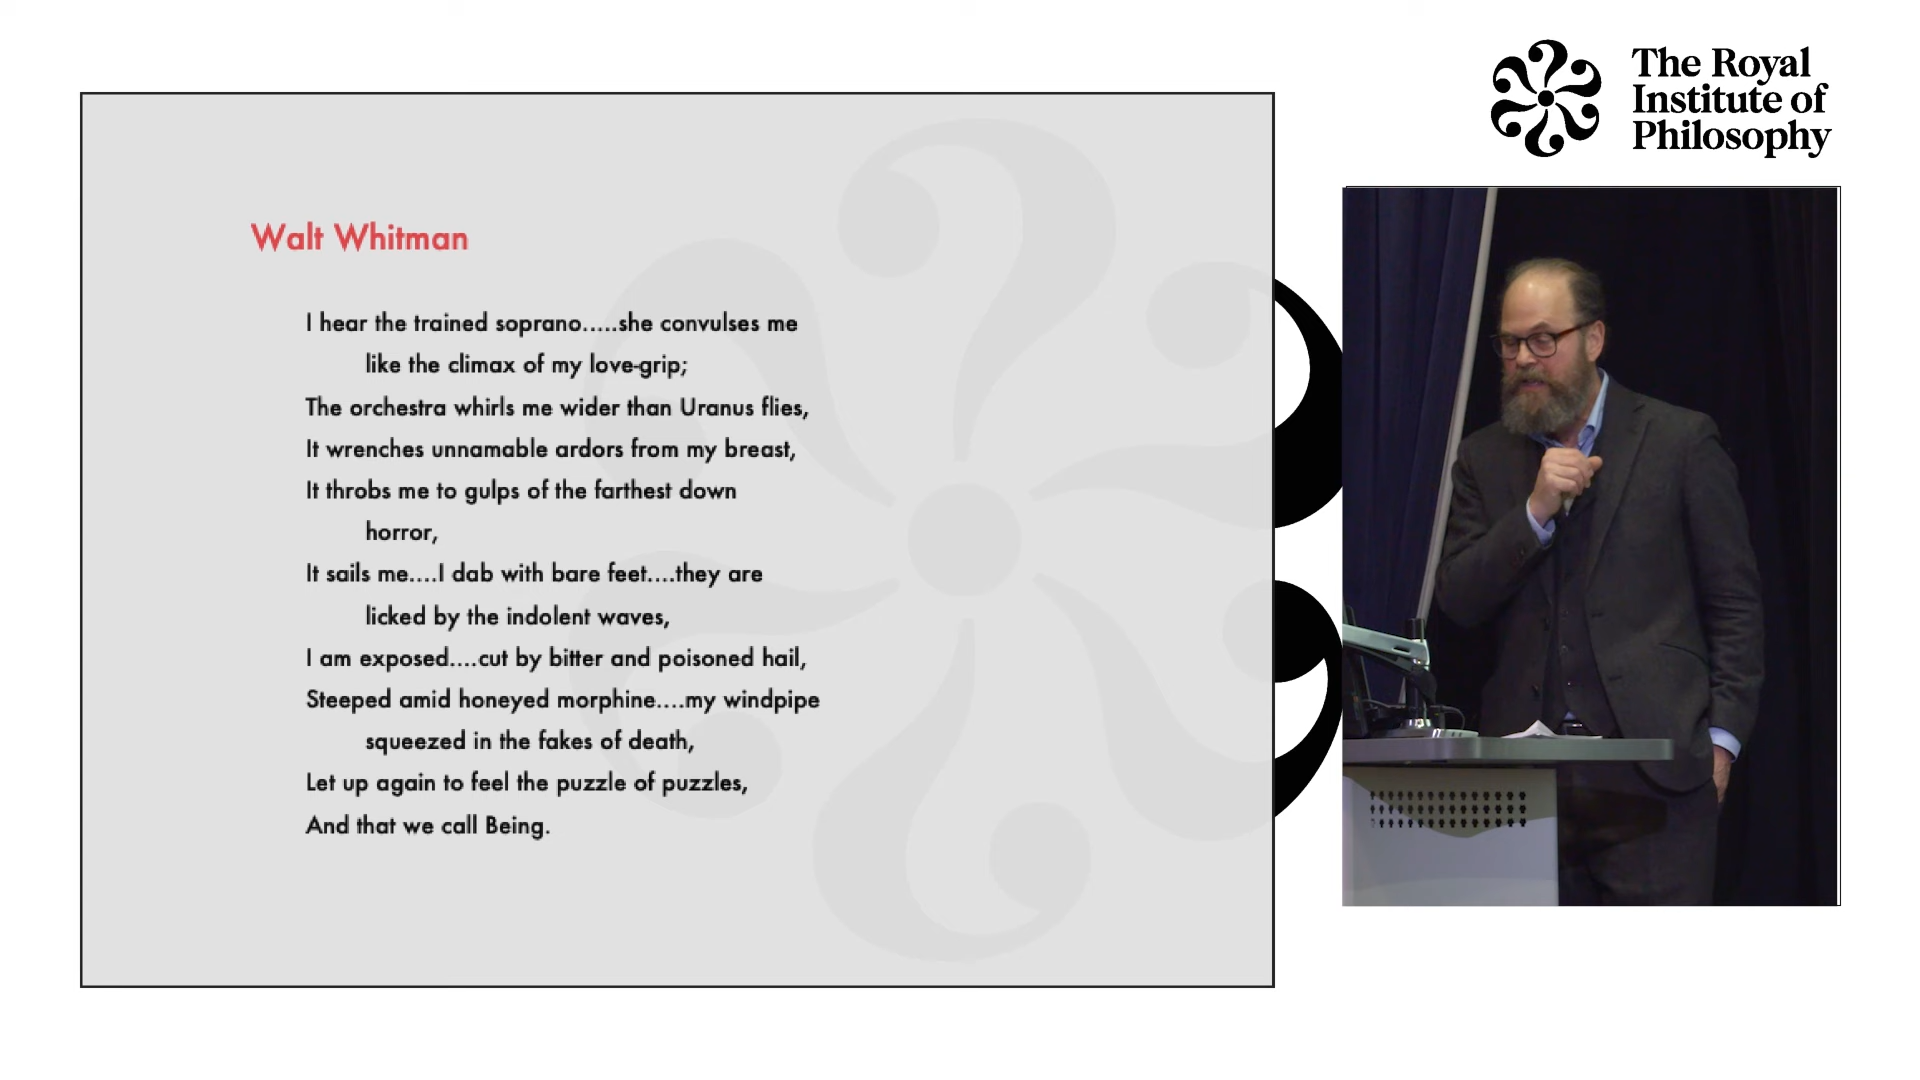 The Royal
Institute of
Philosophy
Walt Whitman
I hear the trained soprano.....she convulses me
like the climax of my love-grip;
The orchestra whirls me wider than Uranus flies,
It wrenches unnamable ardors from my breast,
It throbs me to gulps of the farthest down
horror,
It sails me....I dab with bare feet....they are
licked by the indolent waves,
I am exposed....cut by bitter and poisoned hail,
Steeped amid honeyed morphine....my windpipe
squeezed in the fakes of death,
Let up again to feel the puzzle of puzzles,
And that we call Being.